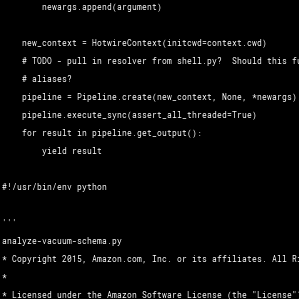 newargs.append(argument)
new_context = HotwireContext(initcwd=context.cwd)
# TODO - pull in resolver from shell.py?  Should this
# aliases?
pipeline = Pipeline.create(new_context, None, *newargs)
pipeline.execute_sync(assert_all_threaded=True)
for result in pipeline.get_output():
yield result
#!/usr/bin/env python
...
analyze-vacuum-schema.py
* Copyright 2015, Amazon.com, Inc. or its affiliates. All
*
* Licensed under the Amazon Software License (the "License"